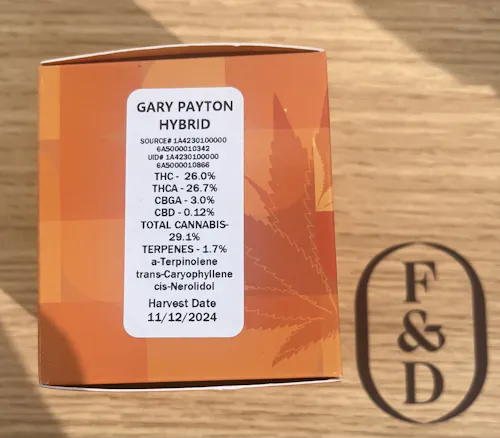 GARY PAYTON
HYBRID
SOURCE# 1A4230100000
6A5000010342
UID# 1A4230100000
6A5000010866
THC - 26.0%
THCA - 26.7%
CBGA - 3.0%
CBD - 0.12%
TOTAL CANNABIS-
29.1%
TERPENES - 1.7%
a-Terpinolene
trans-Caryophyllene
cis-Nerolidol
Harvest Date
11/12/2024
F
&
D